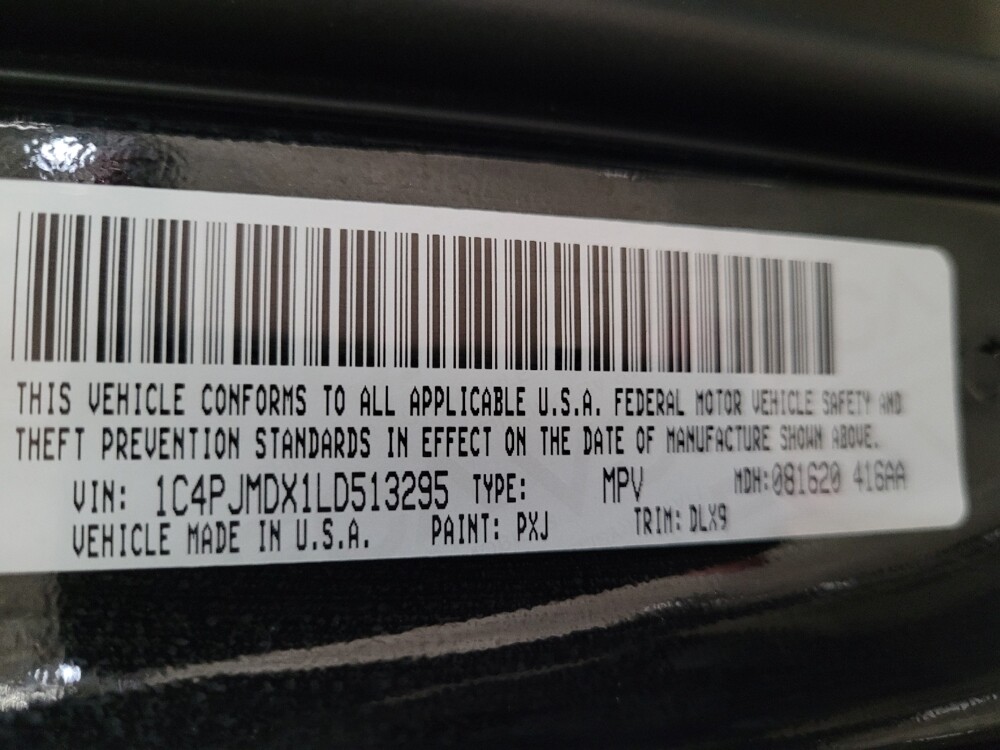 THIS VEHICLE CONFORMS TO ALL APPLICABLE U.S.A. FEDERAL MOTOR VEHICLE SAFETY AND
THEFT PREVENTION STANDARDS IN EFFECT ON THE DATE OF MANUFACTURE SHOWN ABOVE.
VIN: 1C4PJMDX1LD513295 TYPE: MPV MDH:081620 416AA
VEHICLE MADE IN U.S.A. PAINT: PXJ TRIM: DLX9